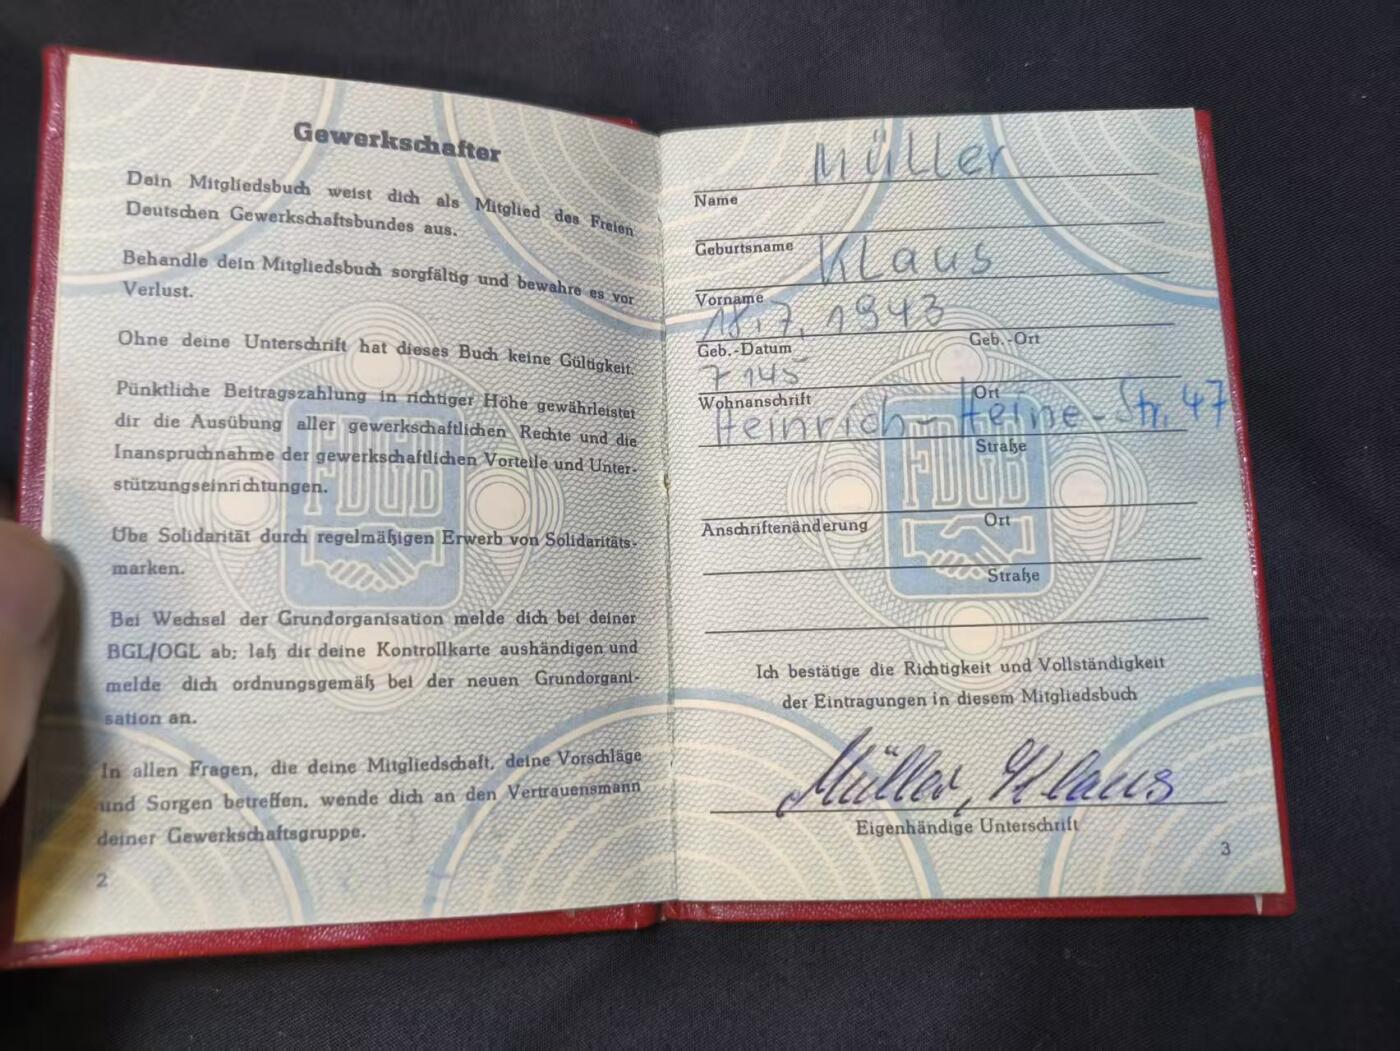 Gewerkschafter
Dein Mitgliedsbuch weist dich als Mitglied des Freien
Deutschen Gewerkschaftsbundes aus.
Behandle dein Mitgliedsbuch sorgfältig und bewahre es vor
Verlust.
Ohne deine Unterschrift hat dieses Buch keine Gültigkeit.
Pünktliche Beitragszahlung in richtiger Höhe gewährleistet
dir die Ausübung aller gewerkschaftlichen Rechte und die
Inanspruchnahme der gewerkschaftlichen Vorteile und Unter-
stützungseinrichtungen.
Übe Solidarität durch regelmäßigen Erwerb von Solidaritäts-
marken.
Bei Wechsel der Grundorganisation melde dich bei deiner
BGL/OGL ab; laß dir deine Kontrollkarte aushändigen und
melde dich ordnungsgemäß bei der neuen Grundorgani-
sation an.
In allen Fragen, die deine Mitgliedschaft, deine Vorschläge
und Sorgen betreffen, wende dich an den Vertrauensmann
deiner Gewerkschaftsgruppe.
2
FDGB
Müller
Name
Geburtsname
Klaus
Vorname
18.7.1943
Geb.-Datum Geb.-Ort
7145
Wohnanschrift Ort
Heinrich-Heine-Str. 47
Straße
FDGB
Anschriftenänderung Ort
Straße
Ich bestätige die Richtigkeit und Vollständigkeit
der Eintragungen in diesem Mitgliedsbuch
Müller, Klaus
Eigenhändige Unterschrift
3